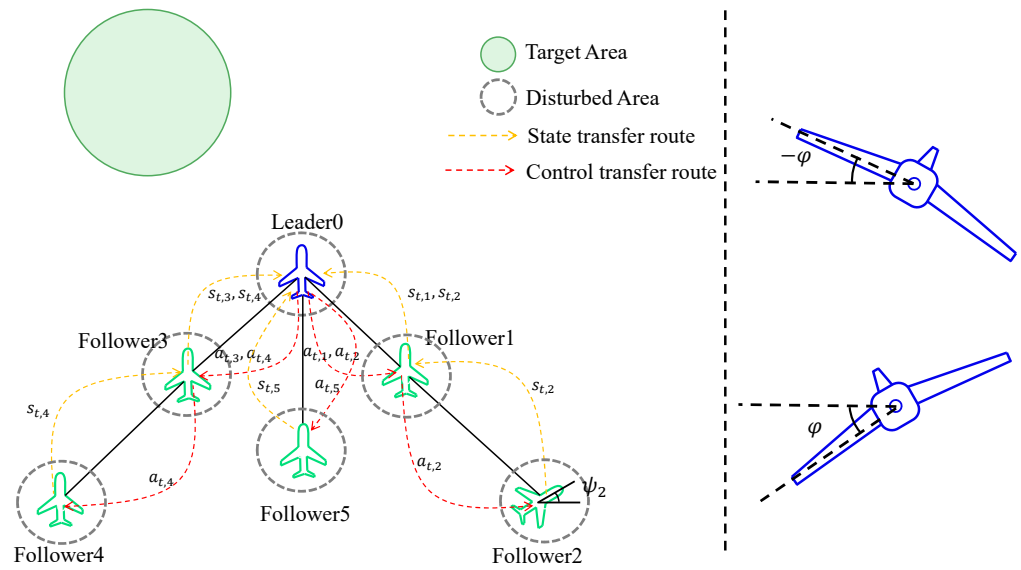 Target Area
Disturbed Area
State transfer route
Control transfer route
−φ
Leader0
s_{t,3}, s_{t,4}
s_{t,1}, s_{t,2}
Follower3
Follower1
a_{t,3}, a_{t,4}
a_{t,1}, a_{t,2}
s_{t,5}
a_{t,5}
s_{t,2}
s_{t,4}
φ
a_{t,4}
a_{t,2}
ψ_2
Follower5
Follower4
Follower2